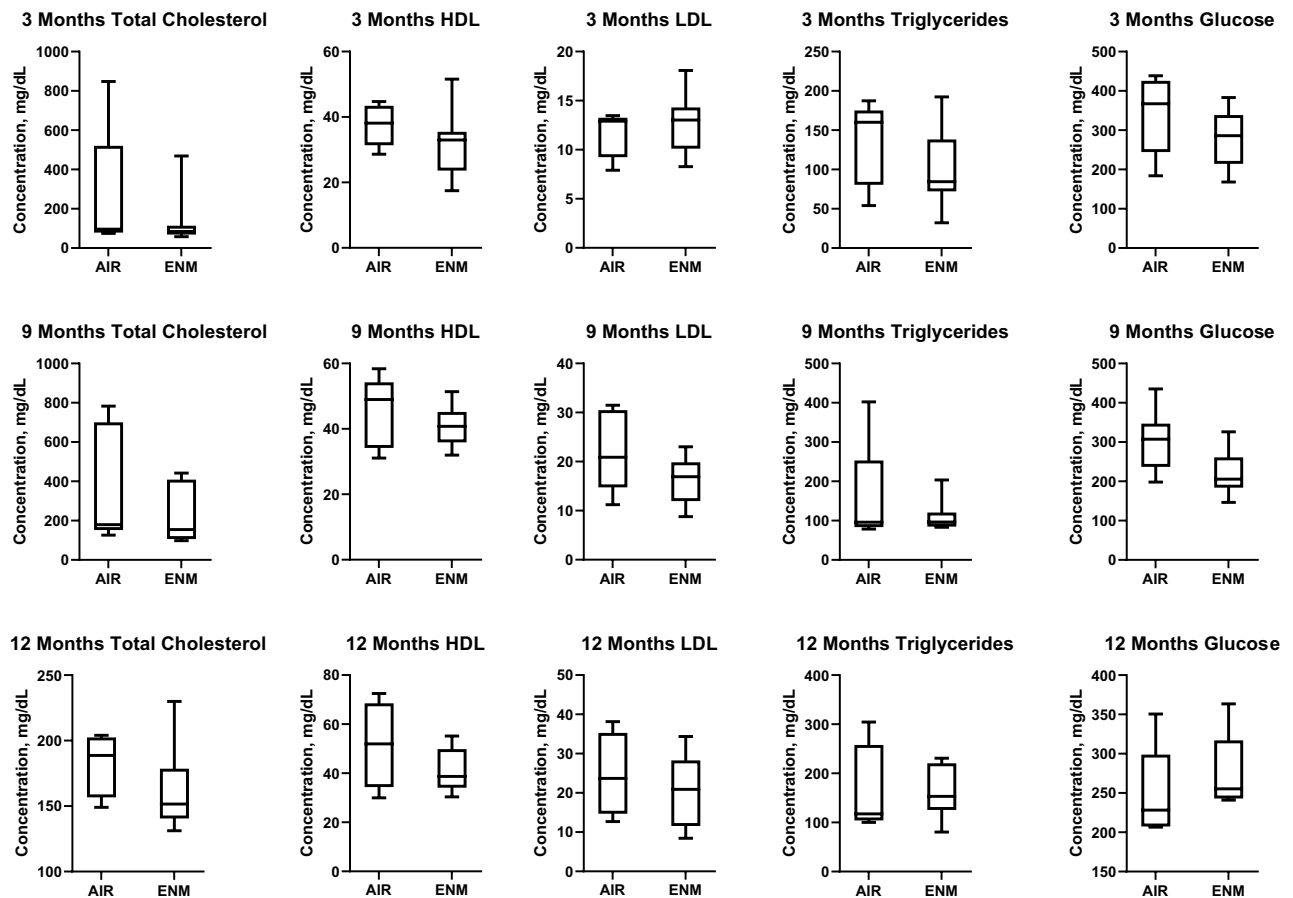 3 Months Total Cholesterol
Concentration, mg/dL
1000
800
600
400
200
0
AIR ENM
3 Months HDL
Concentration, mg/dL
60
40
20
0
AIR ENM
3 Months LDL
Concentration, mg/dL
20
15
10
5
0
AIR ENM
3 Months Triglycerides
Concentration, mg/dL
250
200
150
100
50
0
AIR ENM
3 Months Glucose
Concentration, mg/dL
500
400
300
200
100
0
AIR ENM
9 Months Total Cholesterol
Concentration, mg/dL
1000
800
600
400
200
0
AIR ENM
9 Months HDL
Concentration, mg/dL
60
40
20
0
AIR ENM
9 Months LDL
Concentration, mg/dL
40
30
20
10
0
AIR ENM
9 Months Triglycerides
Concentration, mg/dL
500
400
300
200
100
0
AIR ENM
9 Months Glucose
Concentration, mg/dL
500
400
300
200
100
0
AIR ENM
12 Months Total Cholesterol
Concentration, mg/dL
250
200
150
100
AIR ENM
12 Months HDL
Concentration, mg/dL
80
60
40
20
0
AIR ENM
12 Months LDL
Concentration, mg/dL
50
40
30
20
10
0
AIR ENM
12 Months Triglycerides
Concentration, mg/dL
400
300
200
100
0
AIR ENM
12 Months Glucose
Concentration, mg/dL
400
350
300
250
200
150
AIR ENM